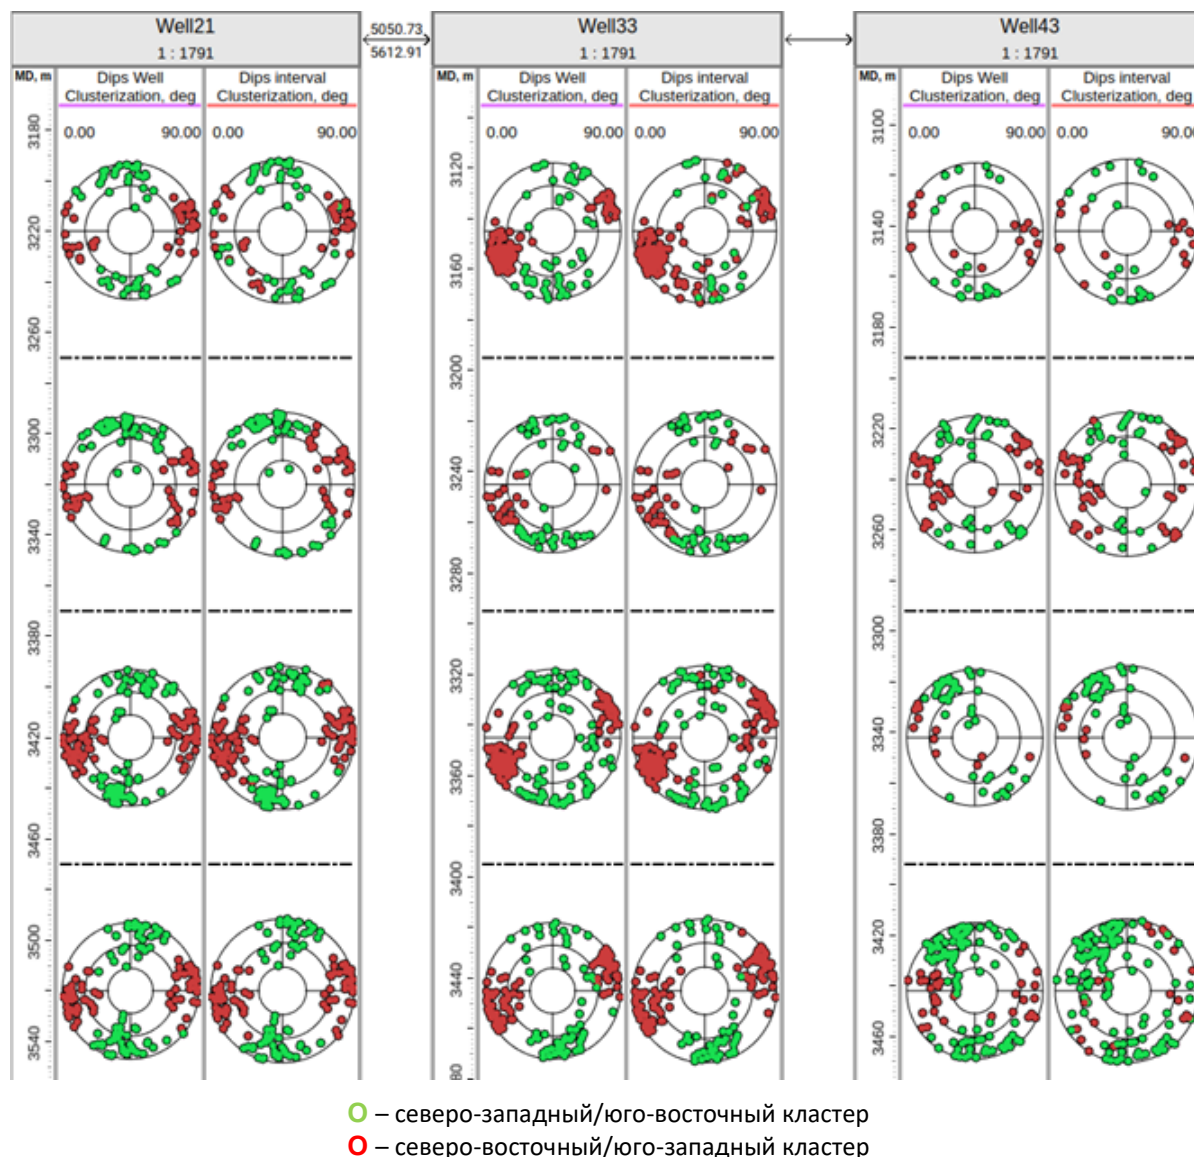 Well21
5050.73
5612.91
Well33
Well43
1 : 1791
1 : 1791
1 : 1791
MD, m
Dips Well
Clusterization, deg
Dips interval
Clusterization, deg
MD, m
Dips Well
Clusterization, deg
Dips interval
Clusterization, deg
MD, m
Dips Well
Clusterization, deg
Dips interval
Clusterization, deg
0.00 90.00 0.00 90.00
0.00 90.00 0.00 90.00
0.00 90.00 0.00 90.00
3180
3220
3260
3300
3340
3380
3420
3460
3500
3540
3120
3160
3200
3240
3280
3320
3360
3400
3440
80
3100
3140
3180
3220
3260
3300
3340
3380
3420
3460
O – северо-западный/юго-восточный кластер
O – северо-восточный/юго-западный кластер